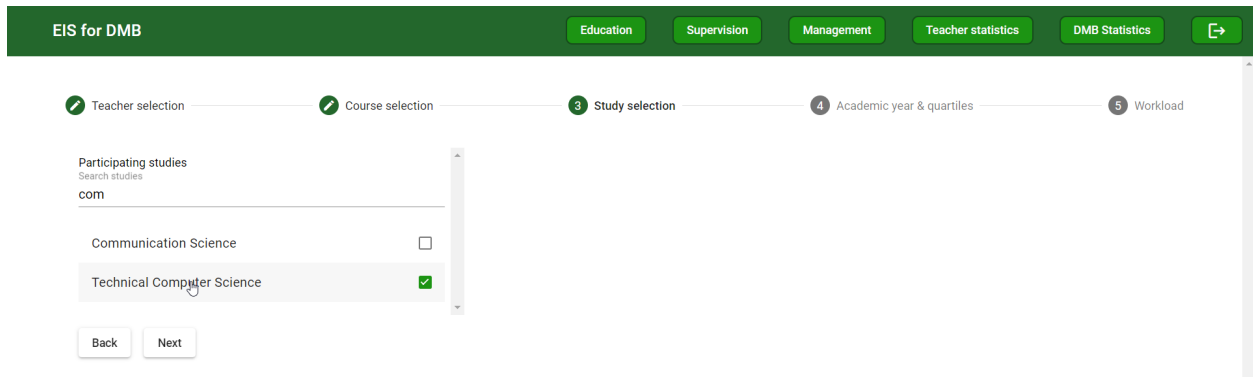 EIS for DMB
Education
Supervision
Management
Teacher statistics
DMB Statistics
Teacher selection
Course selection
3 Study selection
4 Academic year & quartiles
5 Workload
Participating studies
Search studies
com
Communication Science
Technical Computer Science
Back
Next